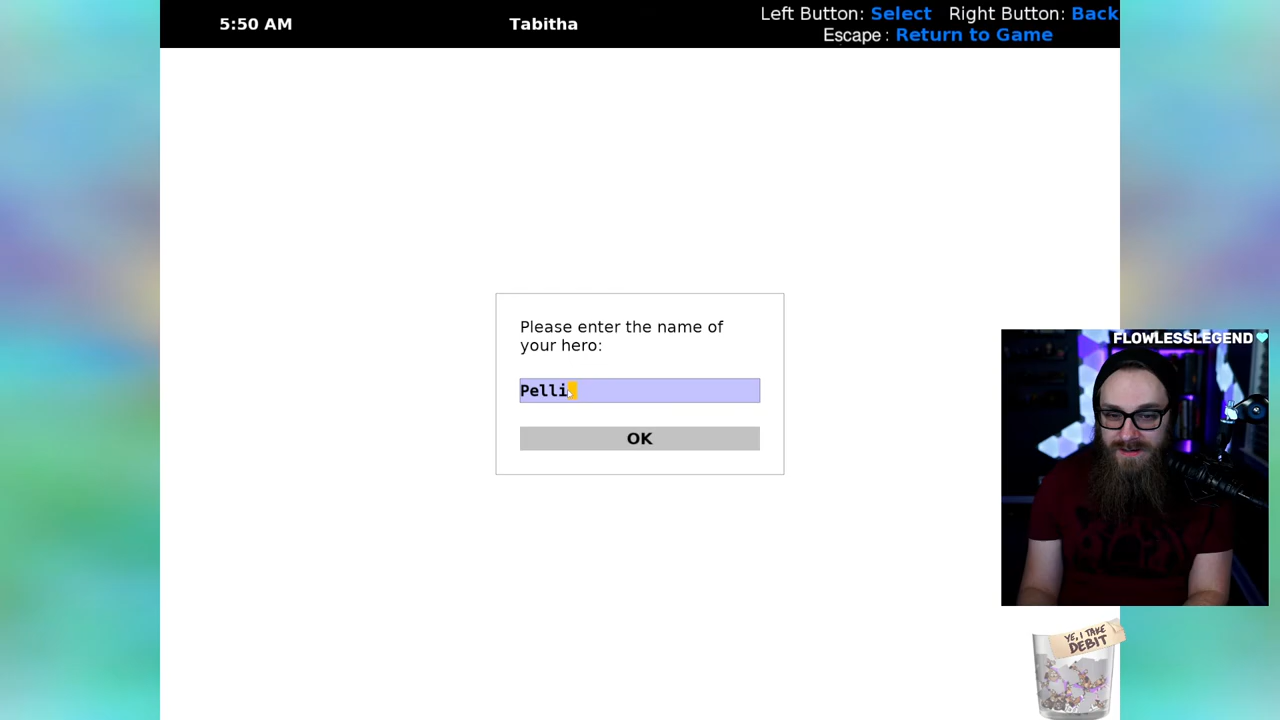 5:50 AM
Tabitha
Left Button: Select Right Button: Back
Escape : Return to Game
Please enter the name of
your hero:
Pelli
OK
FLOWLESSLEGEND
YE, I TAKE
DEBIT